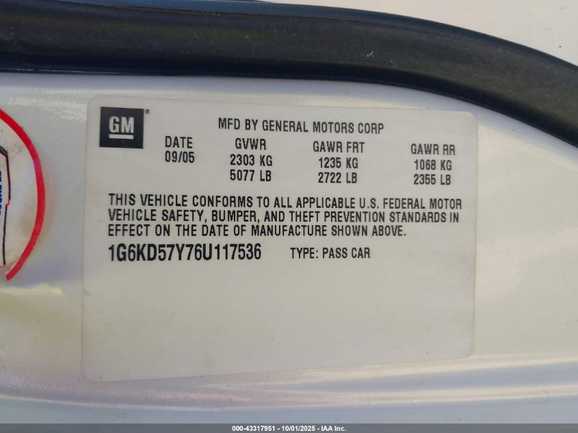 GM
MFD BY GENERAL MOTORS CORP
DATE GVWR GAWR FRT GAWR RR
09/05 2303 KG 1235 KG 1068 KG
5077 LB 2722 LB 2355 LB
THIS VEHICLE CONFORMS TO ALL APPLICABLE U.S. FEDERAL MOTOR
VEHICLE SAFETY, BUMPER, AND THEFT PREVENTION STANDARDS IN
EFFECT ON THE DATE OF MANUFACTURE SHOWN ABOVE.
1G6KD57Y76U117536 TYPE: PASS CAR
000-43317951 - 10/01/2025 - IAA Inc.